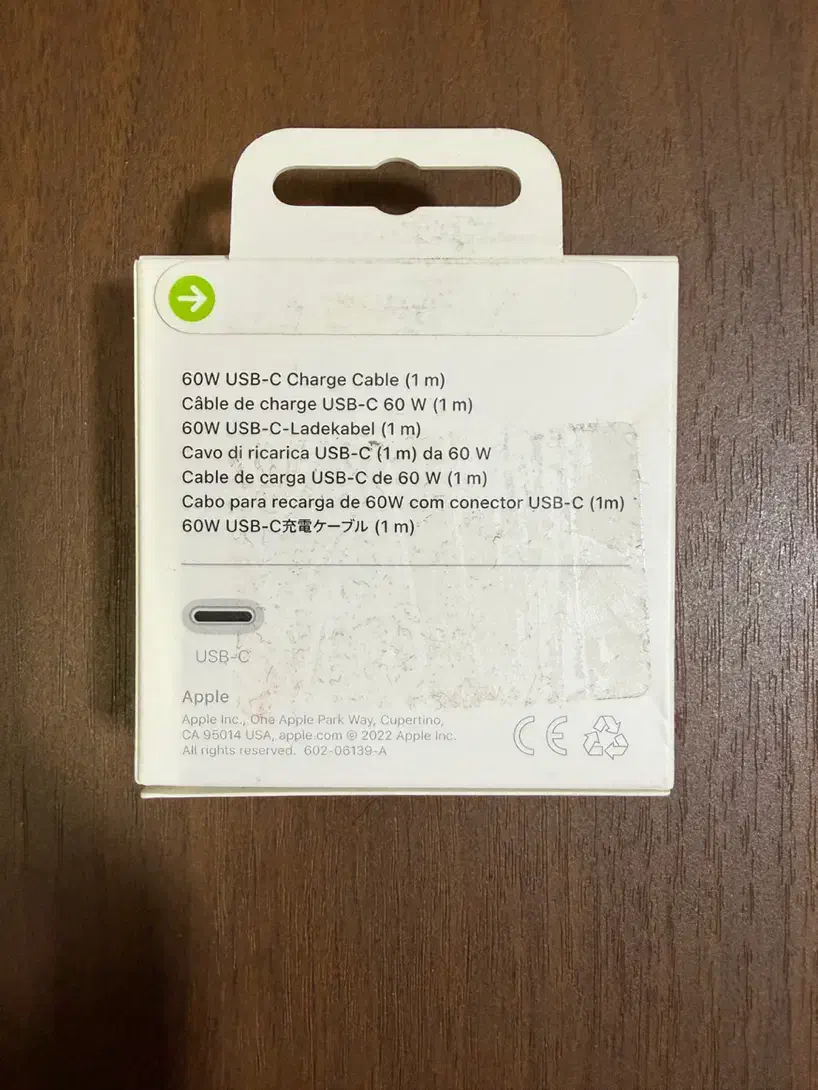 60W USB-C Charge Cable (1 m)
Câble de charge USB-C 60 W (1 m)
60W USB-C-Ladekabel (1 m)
Cavo di ricarica USB-C (1 m) da 60 W
Cable de carga USB-C de 60 W (1 m)
Cabo para recarga de 60W com conector USB-C (1m)
60W USB-C充電ケーブル (1 m)
USB-C
Apple
Apple Inc., One Apple Park Way, Cupertino,
CA 95014 USA, apple.com ℗ 2022 Apple Inc.
All rights reserved. 602-06139-A
CE